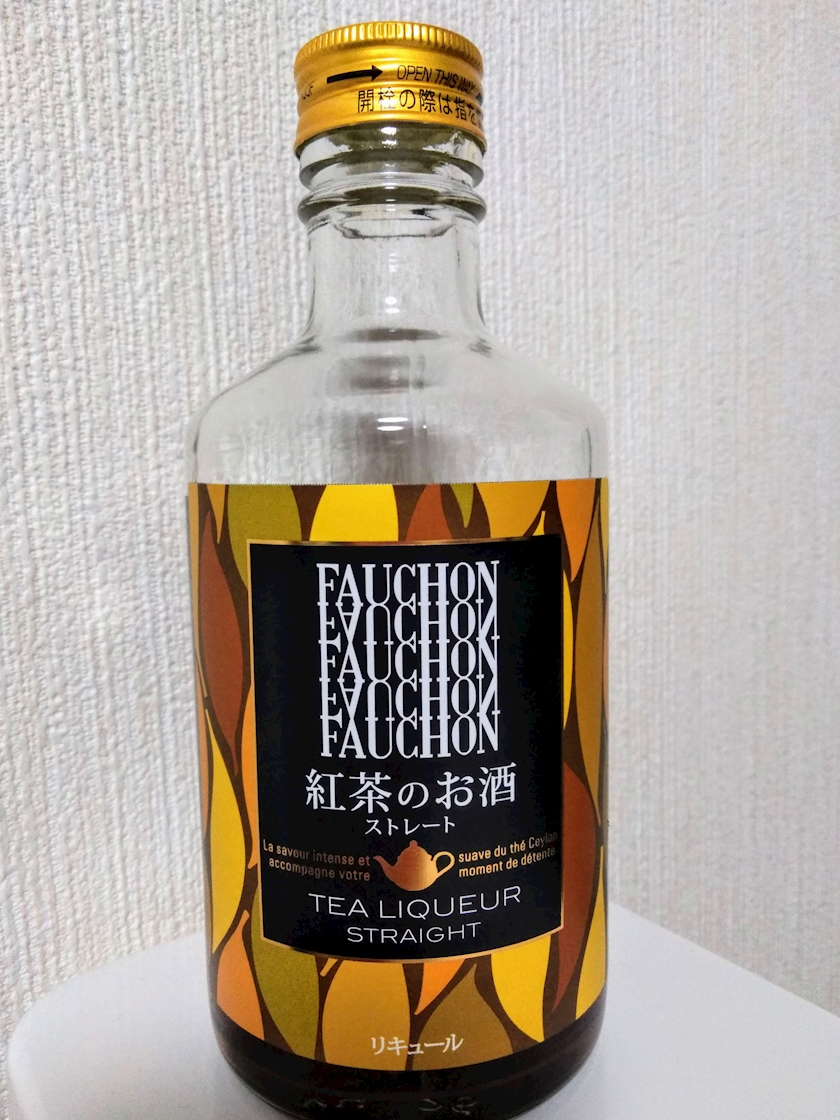 OPEN THIS WAY
開栓の際は指を
FAUCHON
FAUCHON
FAUCHON
FAUCHON
FAUCHON
紅茶のお酒
ストレート
La saveur intense et suave du thé Ceylon
accompagne votre moment de détente
TEA LIQUEUR
STRAIGHT
リキュール